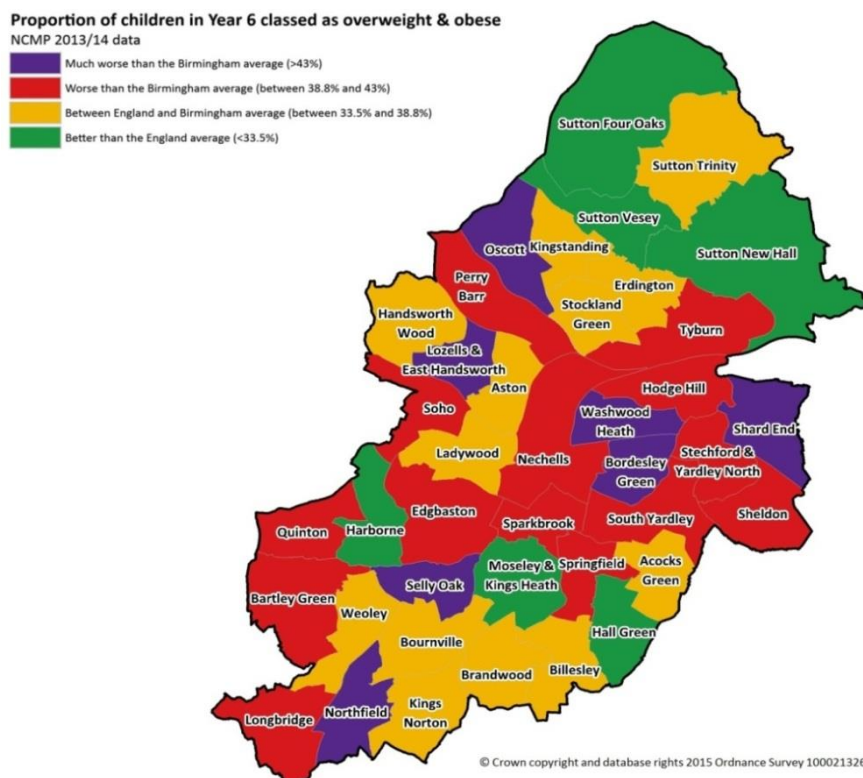 Proportion of children in Year 6 classed as overweight & obese
NCMP 2013/14 data
Much worse than the Birmingham average (>43%)
Worse than the Birmingham average (between 38.8% and 43%)
Between England and Birmingham average (between 33.5% and 38.8%)
Better than the England average (<33.5%)
Sutton Four Oaks
Sutton Trinity
Sutton Vesey
Sutton New Hall
Oscott
Kingstanding
Perry
Barr
Erdington
Stockland
Green
Handsworth
Wood
Tyburn
Lozells &
East Handsworth
Aston
Hodge Hill
Soho
Washwood
Heath
Shard End
Ladywood
Nechells
Stechford &
Yardley North
Bordesley
Green
Edgbaston
Sparkbrook
South Yardley
Sheldon
Quinton
Harborne
Moseley &
Kings Heath
Springfield
Acocks
Green
Selly Oak
Bartley Green
Weoley
Hall Green
Bournville
Brandwood
Billesley
Kings
Norton
Northfield
Longbridge
© Crown copyright and database rights 2015 Ordnance Survey 100021326